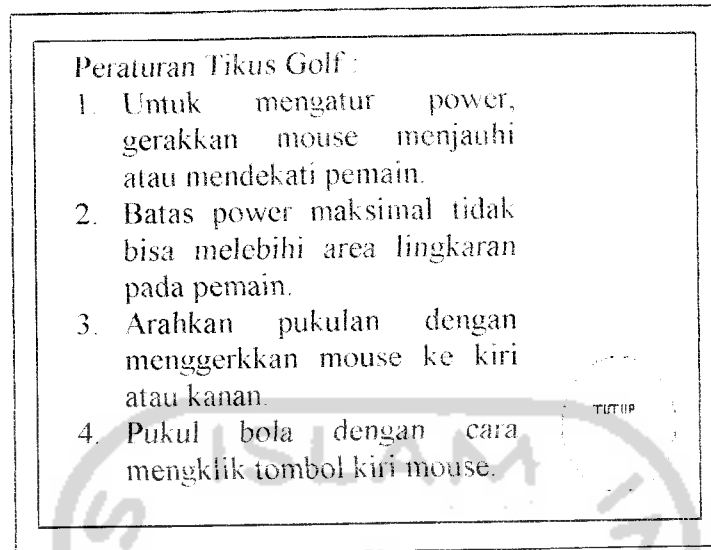 Peraturan Tikus Golf :
1. Untuk mengatur power,
gerakkan mouse menjauhi
atau mendekati pemain.
2. Batas power maksimal tidak
bisa melebihi area lingkaran
pada pemain.
3. Arahkan pukulan dengan
menggerkkan mouse ke kiri
atau kanan.
TUTUP
4. Pukul bola dengan cara
mengklik tombol kiri mouse.
ISLAM